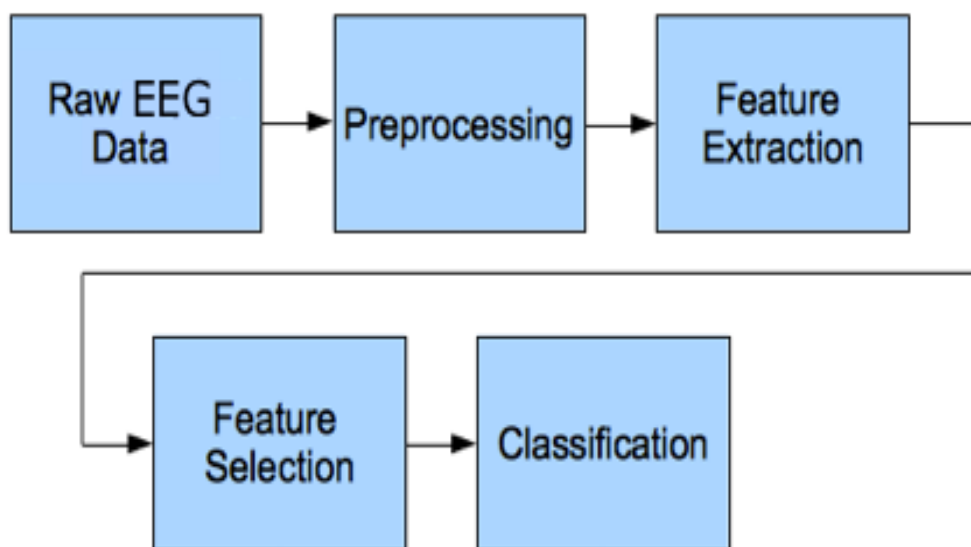 Raw EEG
Data
Preprocessing
Feature
Extraction
Feature
Selection
Classification